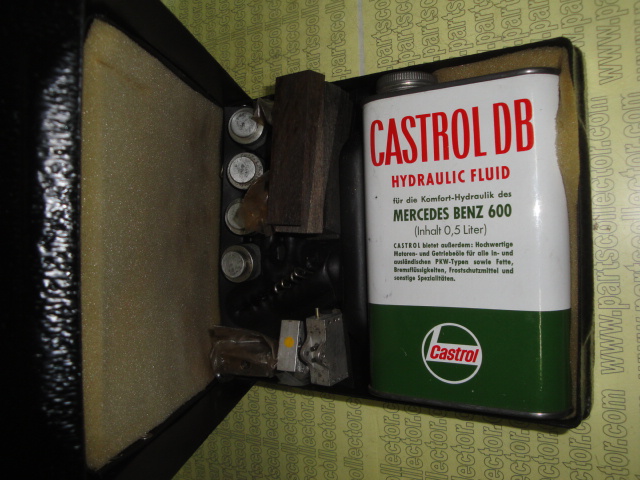 CASTROL DB
HYDRAULIC FLUID
für die Komfort-Hydraulik des
MERCEDES BENZ 600
(Inhalt 0,5 Liter)
CASTROL bietet außerdem: Hochwertige
Motoren- und Getriebeöle für alle in- und
ausländischen PKW-Typen sowie Fette,
Bremsflüssigkeiten, Frostschutzmittel und
sonstige Spezialitäten.
Castrol
www.partscollector.com